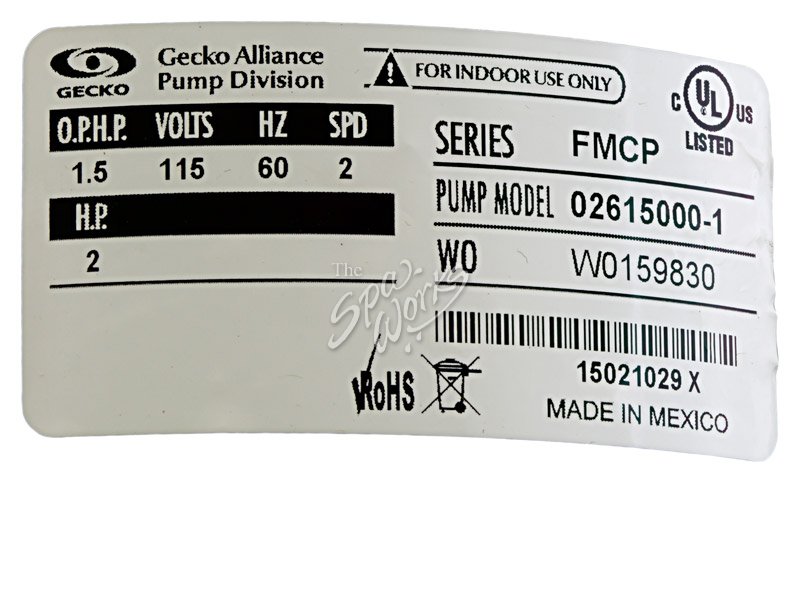 GECKO
Gecko Alliance
Pump Division
FOR INDOOR USE ONLY
C UL US
LISTED
O.P.H.P. VOLTS HZ SPD
1.5 115 60 2
H.P.
2
SERIES FMCP
PUMP MODEL 02615000-1
WO W0159830
The
Spa
Works
15021029 X
RoHS
MADE IN MEXICO